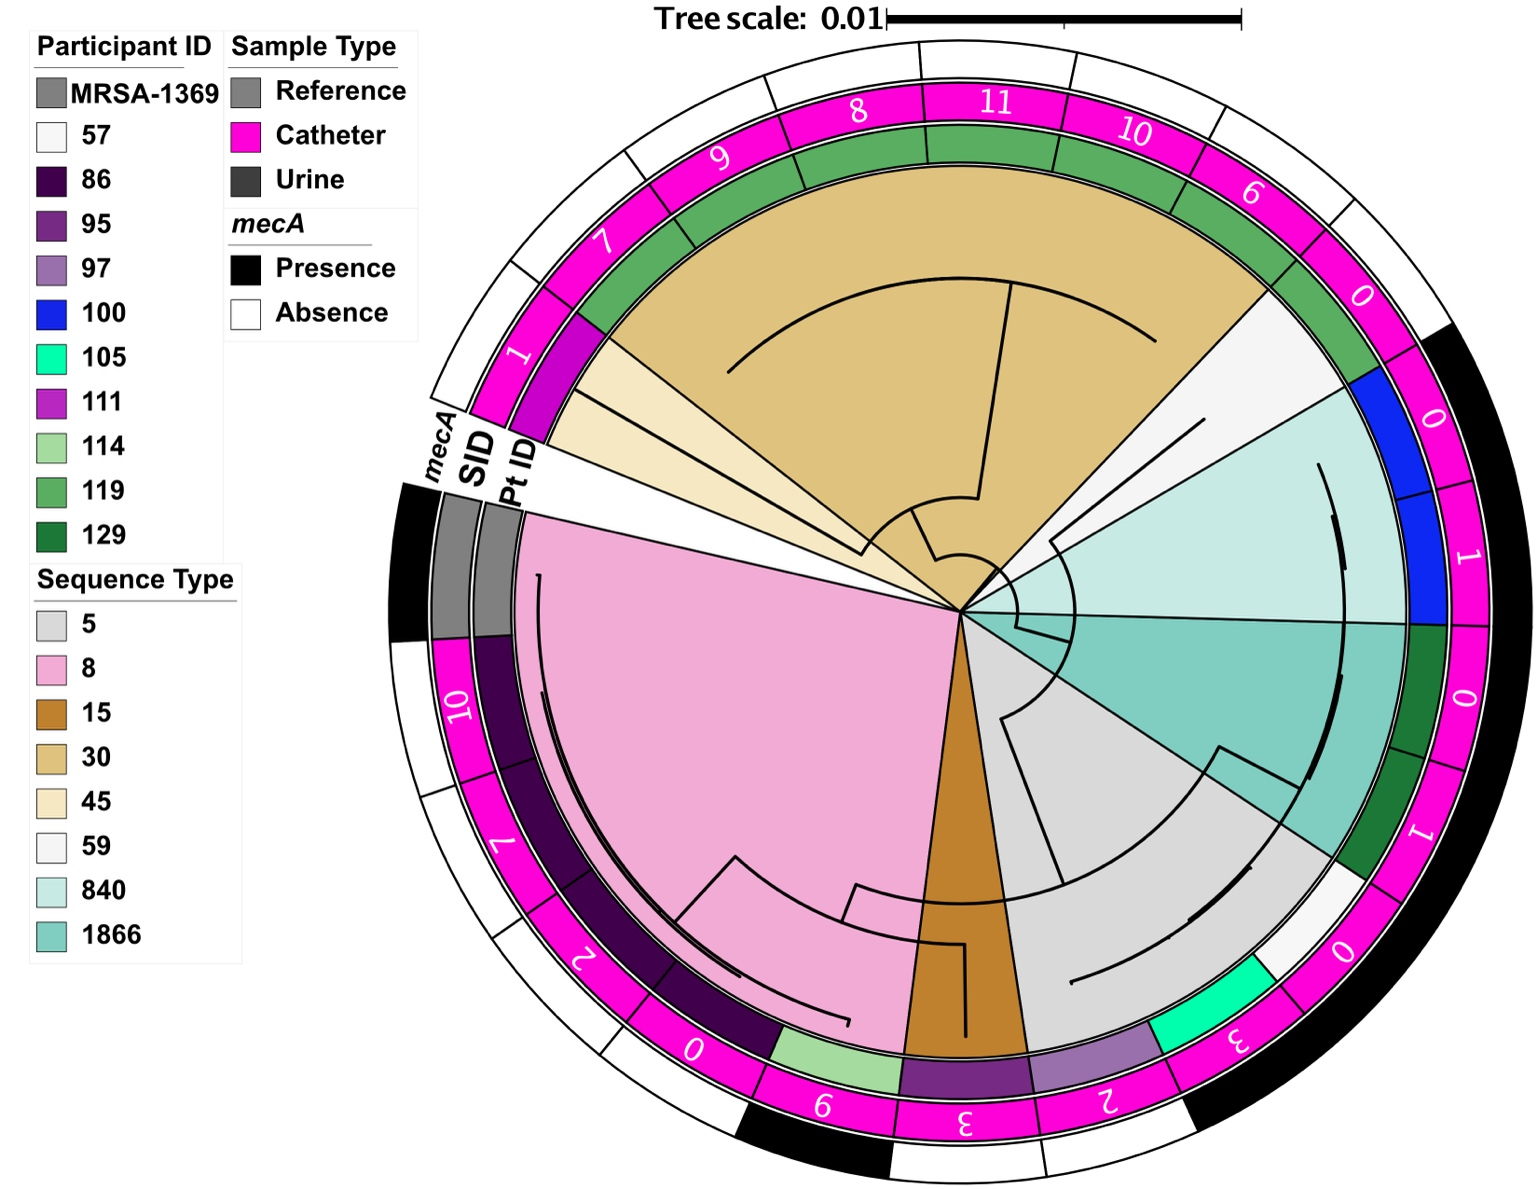 Tree scale: 0.01
Participant ID
MRSA-1369
57
86
95
97
100
105
111
114
119
129
Sample Type
Reference
Catheter
Urine
mecA
Presence
Absence
Sequence Type
5
8
15
30
45
59
840
1866
mecA
SID
Pt ID
1
7
9
8
11
10
6
0
0
1
0
1
0
3
2
3
9
0
2
7
10